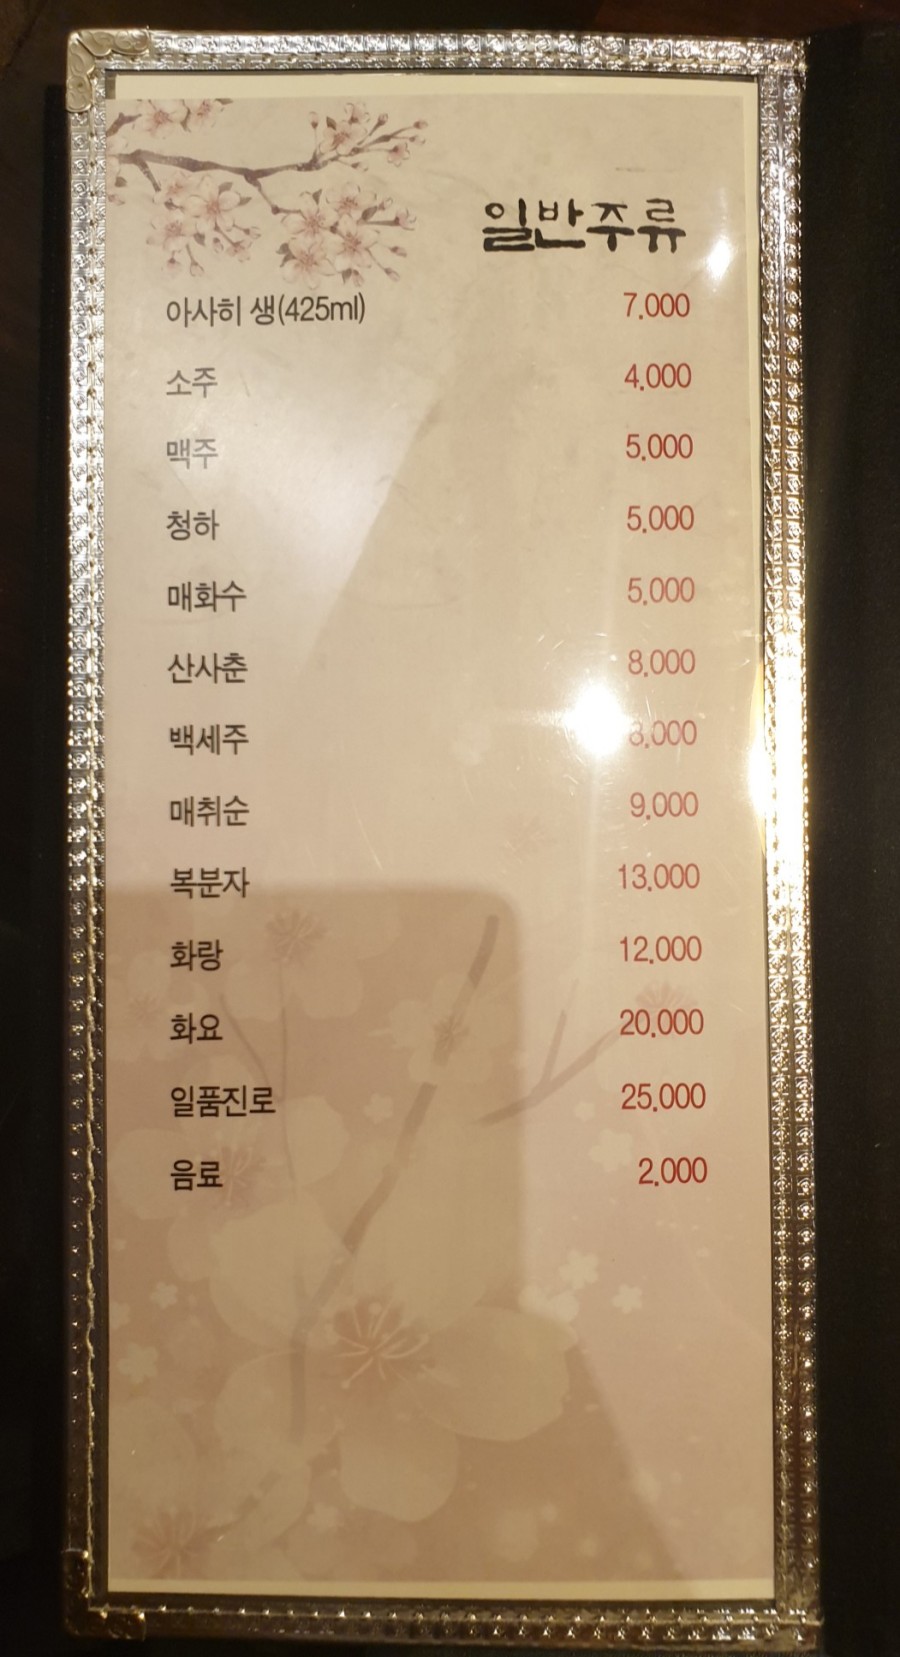 일반주류
아사히 생(425ml) 7,000
소주 4,000
맥주 5,000
청하 5,000
매화수 5,000
산사춘 8,000
백세주 8,000
매취순 9,000
복분자 13,000
화랑 12,000
화요 20,000
일품진로 25,000
음료 2,000